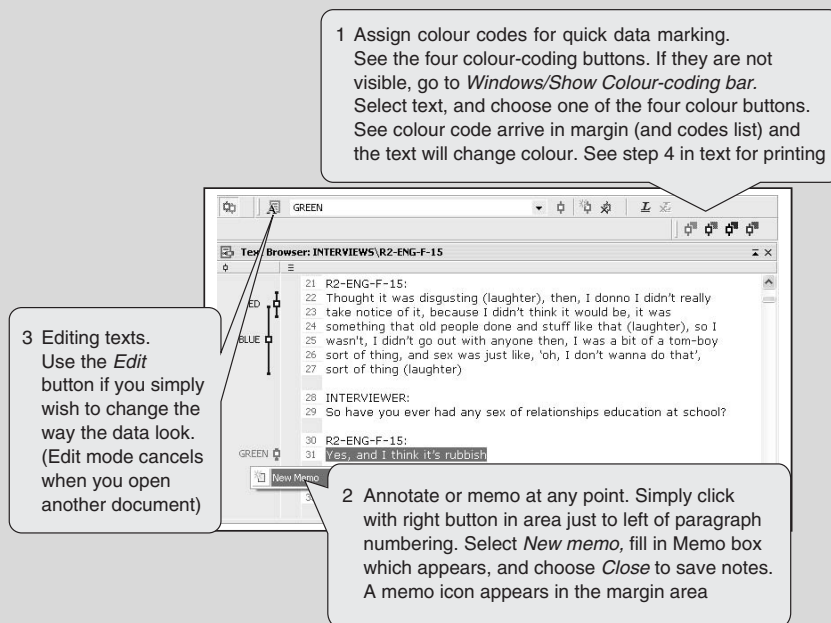 1 Assign colour codes for quick data marking.
See the four colour-coding buttons. If they are not
visible, go to Windows/Show Colour-coding bar.
Select text, and choose one of the four colour buttons.
See colour code arrive in margin (and codes list) and
the text will change colour. See step 4 in text for printing
GREEN
Text Browser: INTERVIEWS\R2-ENG-F-15
21 R2-ENG-F-15:
22 Thought it was disgusting (laughter), then, I donno I didn't really
23 take notice of it, because I didn't think it would be, it was
24 something that old people done and stuff like that (laughter), so I
25 wasn't, I didn't go out with anyone then, I was a bit of a tom-boy
26 sort of thing, and sex was just like, 'oh, I don't wanna do that',
27 sort of thing (laughter)
28 INTERVIEWER:
29 So have you ever had any sex of relationships education at school?
30 R2-ENG-F-15:
31 Yes, and I think it's rubbish
ED
BLUE
GREEN
New Memo
3 Editing texts.
Use the Edit
button if you simply
wish to change the
way the data look.
(Edit mode cancels
when you open
another document)
2 Annotate or memo at any point. Simply click
with right button in area just to left of paragraph
numbering. Select New memo, fill in Memo box
which appears, and choose Close to save notes.
A memo icon appears in the margin area